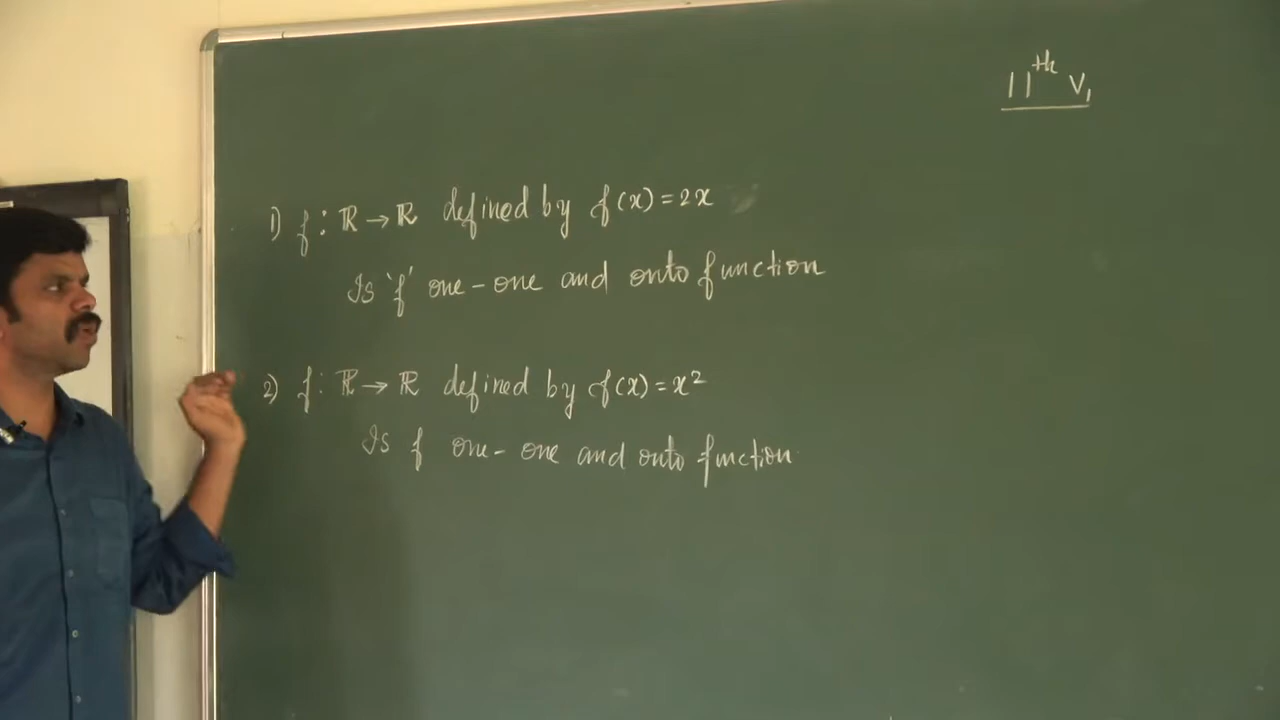 11th V1
1) f : ℝ → ℝ defined by f(x) = 2x
Is 'f' one - one and onto function
2) f : ℝ → ℝ defined by f(x) = x²
Is f one - one and onto function